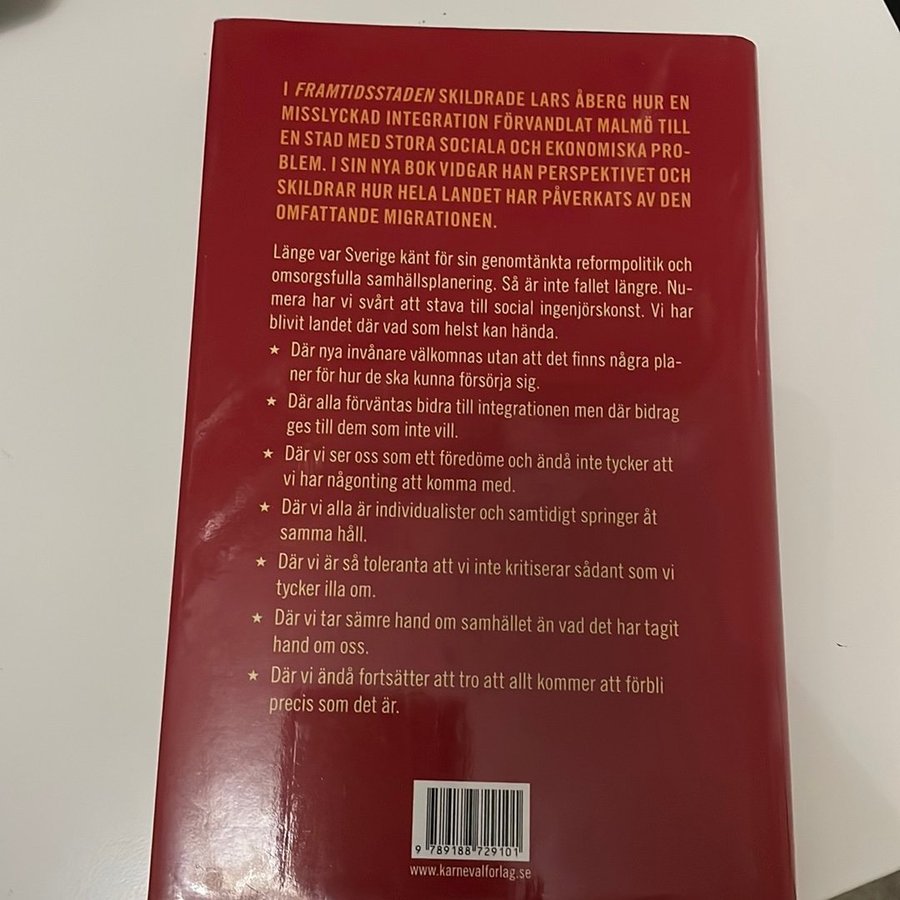 I FRAMTIDSSTADEN SKILDRADE LARS ÅBERG HUR EN
MISSLYCKAD INTEGRATION FÖRVANDLAT MALMÖ TILL
EN STAD MED STORA SOCIALA OCH EKONOMISKA PRO-
BLEM. I SIN NYA BOK VIDGAR HAN PERSPEKTIVET OCH
SKILDRAR HUR HELA LANDET HAR PÅVERKATS AV DEN
OMFATTANDE MIGRATIONEN.
Länge var Sverige känt för sin genomtänkta reformpolitik och
omsorgsfulla samhällsplanering. Så är inte fallet längre. Nu-
mera har vi svårt att stava till social ingenjörskonst. Vi har
blivit landet där vad som helst kan hända.
★ Där nya invånare välkomnas utan att det finns några pla-
ner för hur de ska kunna försörja sig.
★ Där alla förväntas bidra till integrationen men där bidrag
ges till dem som inte vill.
★ Där vi ser oss som ett föredöme och ändå inte tycker att
vi har någonting att komma med.
★ Där vi alla är individualister och samtidigt springer åt
samma håll.
★ Där vi är så toleranta att vi inte kritiserar sådant som vi
tycker illa om.
★ Där vi tar sämre hand om samhället än vad det har tagit
hand om oss.
★ Där vi ändå fortsätter att tro att allt kommer att förbli
precis som det är.
9 789188 729101
www.karnevalforlag.se